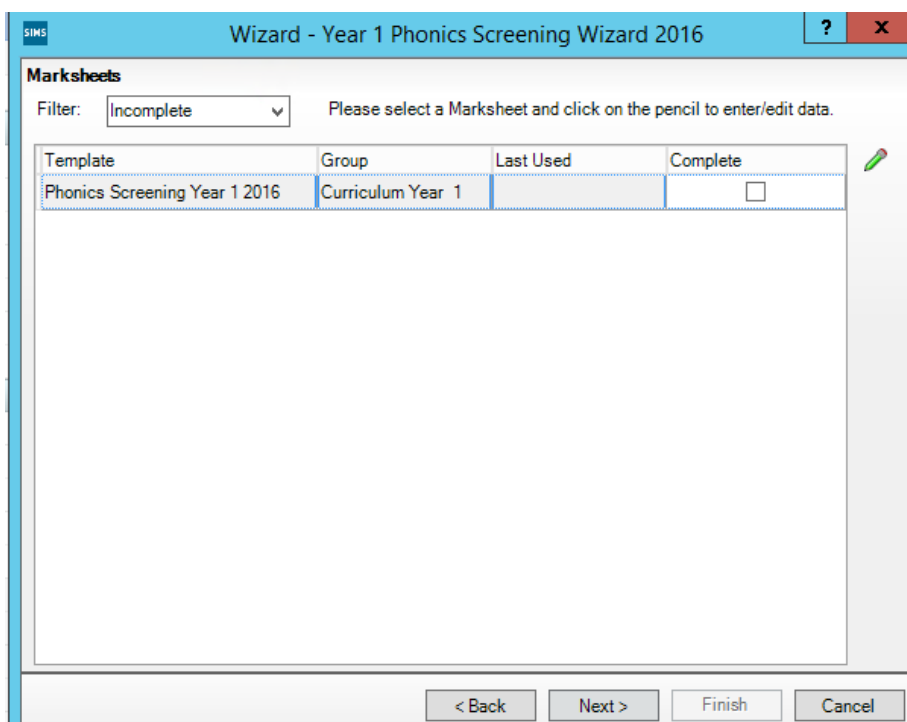 SIMS Wizard - Year 1 Phonics Screening Wizard 2016 ? x
Marksheets
Filter: Incomplete Please select a Marksheet and click on the pencil to enter/edit data.
Template Group Last Used Complete
Phonics Screening Year 1 2016 Curriculum Year 1
< Back Next > Finish Cancel